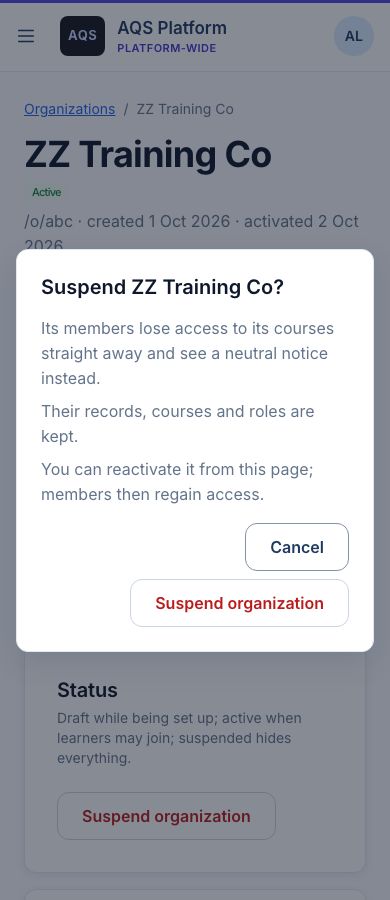 AQS
AQS Platform
PLATFORM-WIDE
AL
Organizations / ZZ Training Co
ZZ Training Co
Active
/o/abc · created 1 Oct 2026 · activated 2 Oct
2026
Suspend ZZ Training Co?
Its members lose access to its courses
straight away and see a neutral notice
instead.
Their records, courses and roles are
kept.
You can reactivate it from this page;
members then regain access.
Cancel
Suspend organization
Status
Draft while being set up; active when
learners may join; suspended hides
everything.
Suspend organization